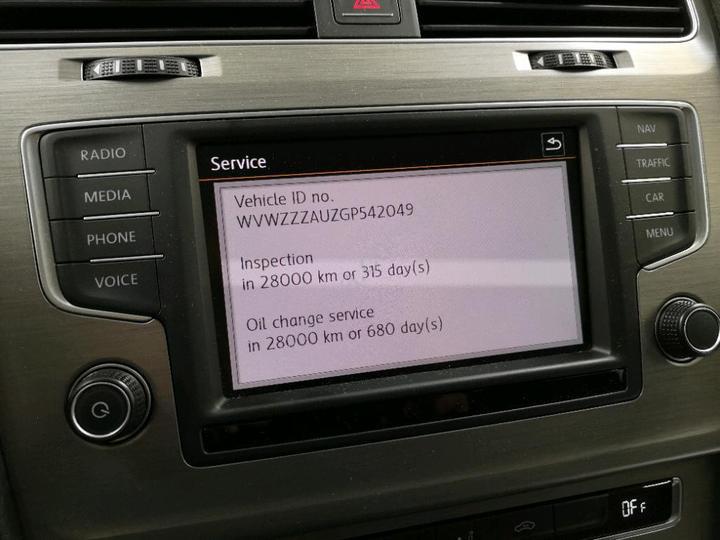 RADIO
MEDIA
PHONE
VOICE
Service
Vehicle ID no.
WVWZZZAUZGP542049
Inspection
in 28000 km or 315 day(s)
Oil change service
in 28000 km or 680 day(s)
NAV
TRAFFIC
CAR
MENU
OFF